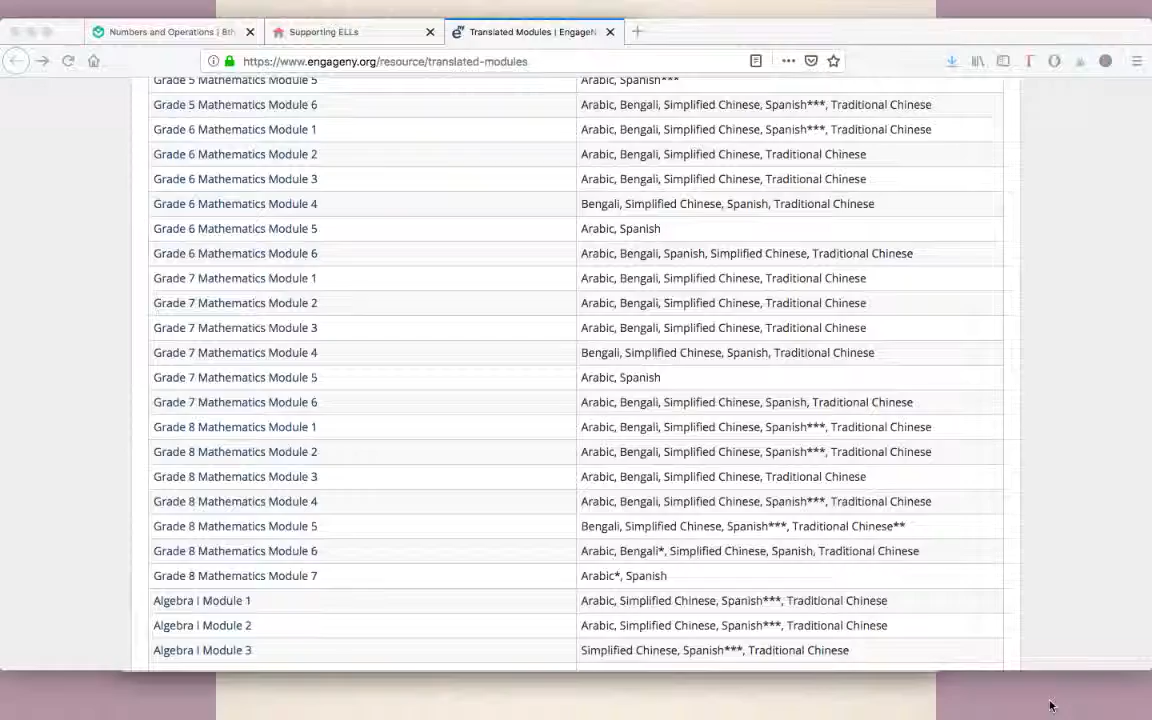 Numbers and Operations | 8th
Supporting ELLs
Translated Modules | EngageN
https://www.engageny.org/resource/translated-modules
Grade 5 Mathematics Module 5 Arabic, Spanish***
Grade 5 Mathematics Module 6 Arabic, Bengali, Simplified Chinese, Spanish***, Traditional Chinese
Grade 6 Mathematics Module 1 Arabic, Bengali, Simplified Chinese, Spanish***, Traditional Chinese
Grade 6 Mathematics Module 2 Arabic, Bengali, Simplified Chinese, Traditional Chinese
Grade 6 Mathematics Module 3 Arabic, Bengali, Simplified Chinese, Traditional Chinese
Grade 6 Mathematics Module 4 Bengali, Simplified Chinese, Spanish, Traditional Chinese
Grade 6 Mathematics Module 5 Arabic, Spanish
Grade 6 Mathematics Module 6 Arabic, Bengali, Spanish, Simplified Chinese, Traditional Chinese
Grade 7 Mathematics Module 1 Arabic, Bengali, Simplified Chinese, Traditional Chinese
Grade 7 Mathematics Module 2 Arabic, Bengali, Simplified Chinese, Traditional Chinese
Grade 7 Mathematics Module 3 Arabic, Bengali, Simplified Chinese, Traditional Chinese
Grade 7 Mathematics Module 4 Bengali, Simplified Chinese, Spanish, Traditional Chinese
Grade 7 Mathematics Module 5 Arabic, Spanish
Grade 7 Mathematics Module 6 Arabic, Bengali, Simplified Chinese, Spanish, Traditional Chinese
Grade 8 Mathematics Module 1 Arabic, Bengali, Simplified Chinese, Spanish***, Traditional Chinese
Grade 8 Mathematics Module 2 Arabic, Bengali, Simplified Chinese, Spanish***, Traditional Chinese
Grade 8 Mathematics Module 3 Arabic, Bengali, Simplified Chinese, Traditional Chinese
Grade 8 Mathematics Module 4 Arabic, Bengali, Simplified Chinese, Spanish***, Traditional Chinese
Grade 8 Mathematics Module 5 Bengali, Simplified Chinese, Spanish***, Traditional Chinese**
Grade 8 Mathematics Module 6 Arabic, Bengali*, Simplified Chinese, Spanish, Traditional Chinese
Grade 8 Mathematics Module 7 Arabic*, Spanish
Algebra I Module 1 Arabic, Simplified Chinese, Spanish***, Traditional Chinese
Algebra I Module 2 Arabic, Simplified Chinese, Spanish***, Traditional Chinese
Algebra I Module 3 Simplified Chinese, Spanish***, Traditional Chinese